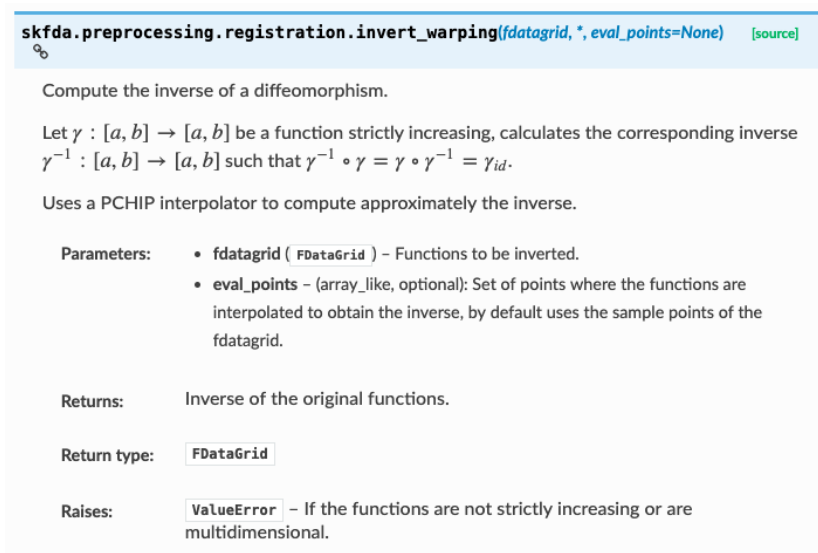 skfda.preprocessing.registration.invert_warping(fdatagrid, *, eval_points=None) [source]
Compute the inverse of a diffeomorphism.
Let γ : [a, b] → [a, b] be a function strictly increasing, calculates the corresponding inverse
γ⁻¹ : [a, b] → [a, b] such that γ⁻¹ ∘ γ = γ ∘ γ⁻¹ = γ_id.
Uses a PCHIP interpolator to compute approximately the inverse.
Parameters: • fdatagrid ( FDataGrid ) – Functions to be inverted.
• eval_points – (array_like, optional): Set of points where the functions are
interpolated to obtain the inverse, by default uses the sample points of the
fdatagrid.
Returns: Inverse of the original functions.
Return type: FDataGrid
Raises: ValueError – If the functions are not strictly increasing or are
multidimensional.